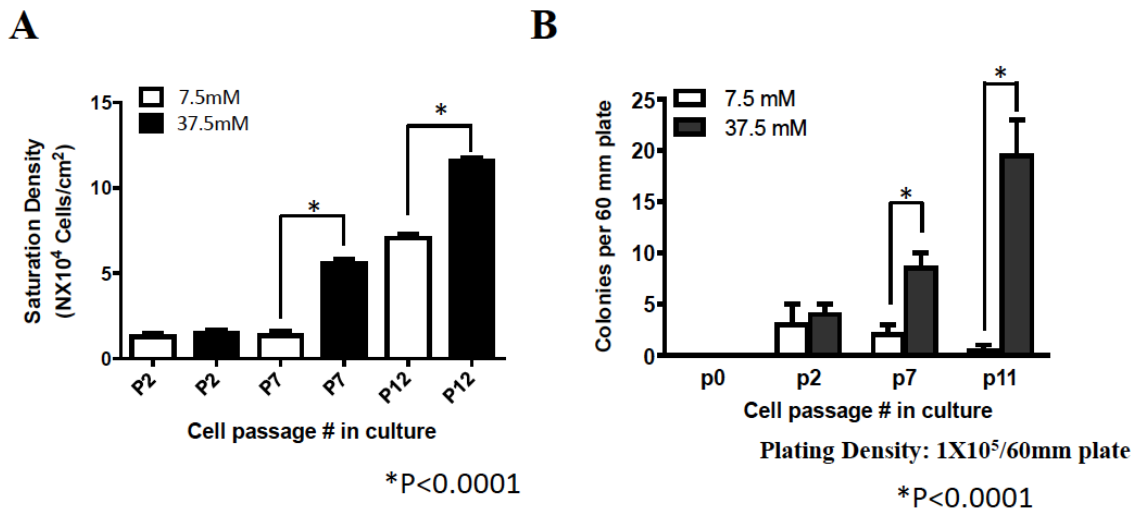 A
7.5mM
37.5mM
Saturation Density
(NX10⁴ Cells/cm²)
15
10
5
0
*
*
P2
P2
P7
P7
P12
P12
Cell passage # in culture
*P<0.0001
B
7.5 mM
37.5 mM
Colonies per 60 mm plate
25
20
15
10
5
0
*
*
p0
p2
p7
p11
Cell passage # in culture
Plating Density: 1X10⁵/60mm plate
*P<0.0001